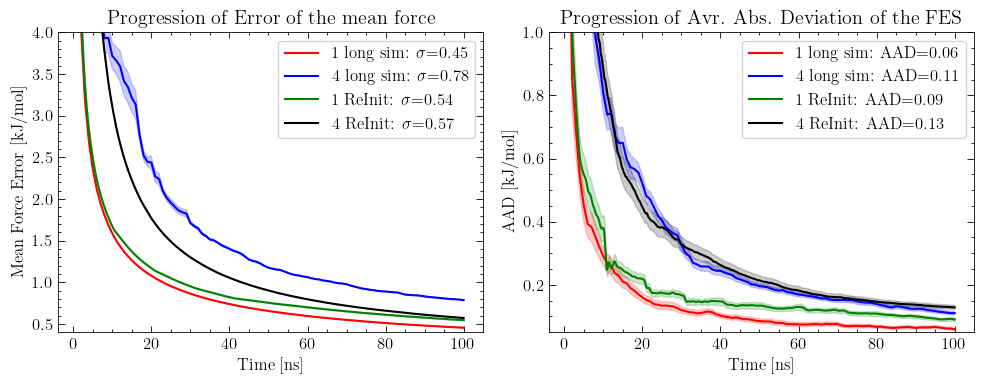 Progression of Error of the mean force
4.0
3.5
3.0
2.5
2.0
1.5
1.0
0.5
Mean Force Error [kJ/mol]
1 long sim: σ=0.45
4 long sim: σ=0.78
1 ReInit: σ=0.54
4 ReInit: σ=0.57
0 20 40 60 80 100
Time [ns]
Progression of Avr. Abs. Deviation of the FES
1.0
0.8
0.6
0.4
0.2
AAD [kJ/mol]
1 long sim: AAD=0.06
4 long sim: AAD=0.11
1 ReInit: AAD=0.09
4 ReInit: AAD=0.13
0 20 40 60 80 100
Time [ns]